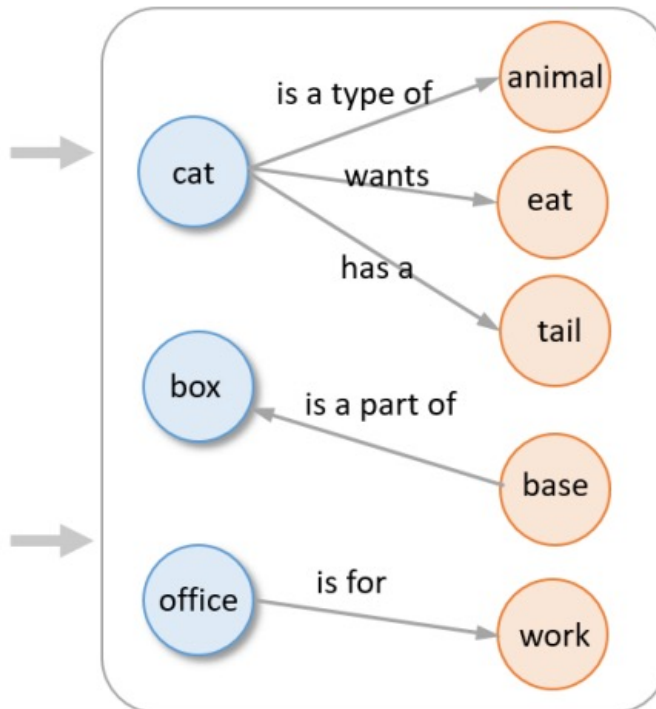 animal
is a type of
cat
wants
eat
has a
tail
box
is a part of
base
office
is for
work